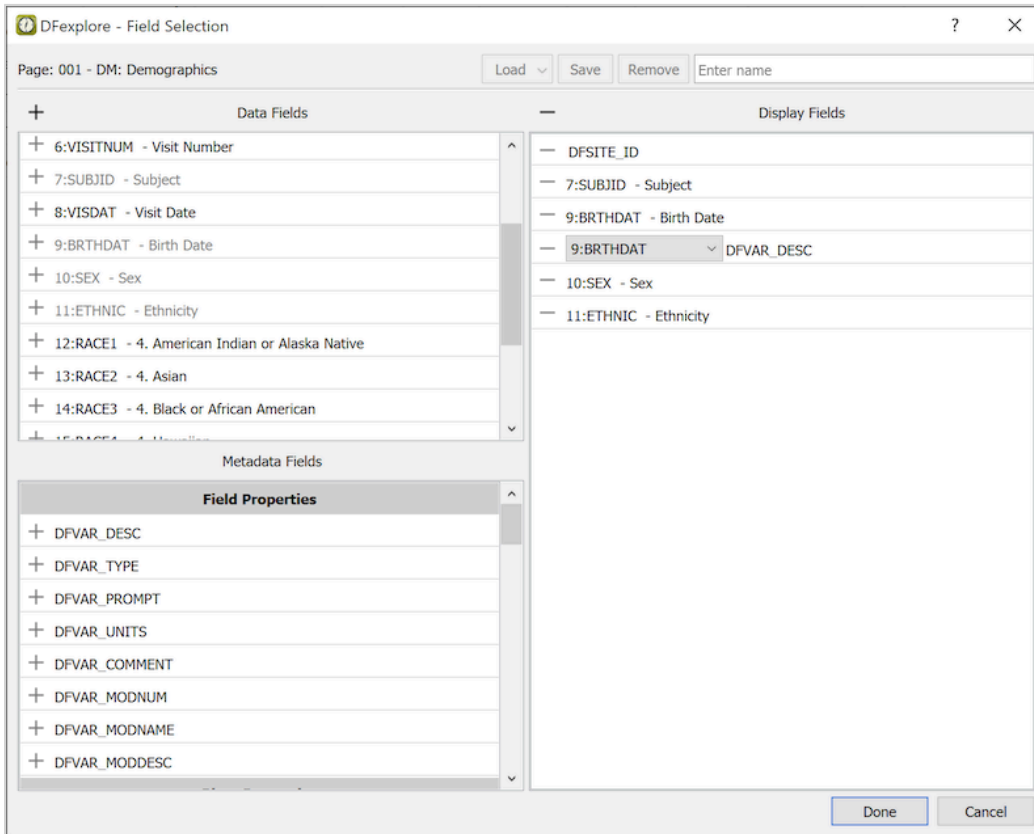 DFexplore - Field Selection
Page: 001 - DM: Demographics
Load
Save
Remove
Enter name
Data Fields
6:VISITNUM - Visit Number
7:SUBJID - Subject
8:VISDAT - Visit Date
9:BRTHDAT - Birth Date
10:SEX - Sex
11:ETHNIC - Ethnicity
12:RACE1 - 4. American Indian or Alaska Native
13:RACE2 - 4. Asian
14:RACE3 - 4. Black or African American
Metadata Fields
Field Properties
DFVAR_DESC
DFVAR_TYPE
DFVAR_PROMPT
DFVAR_UNITS
DFVAR_COMMENT
DFVAR_MODNUM
DFVAR_MODNAME
DFVAR_MODDESC
Display Fields
DFSITE_ID
7:SUBJID - Subject
9:BRTHDAT - Birth Date
9:BRTHDAT DFVAR_DESC
10:SEX - Sex
11:ETHNIC - Ethnicity
Done
Cancel